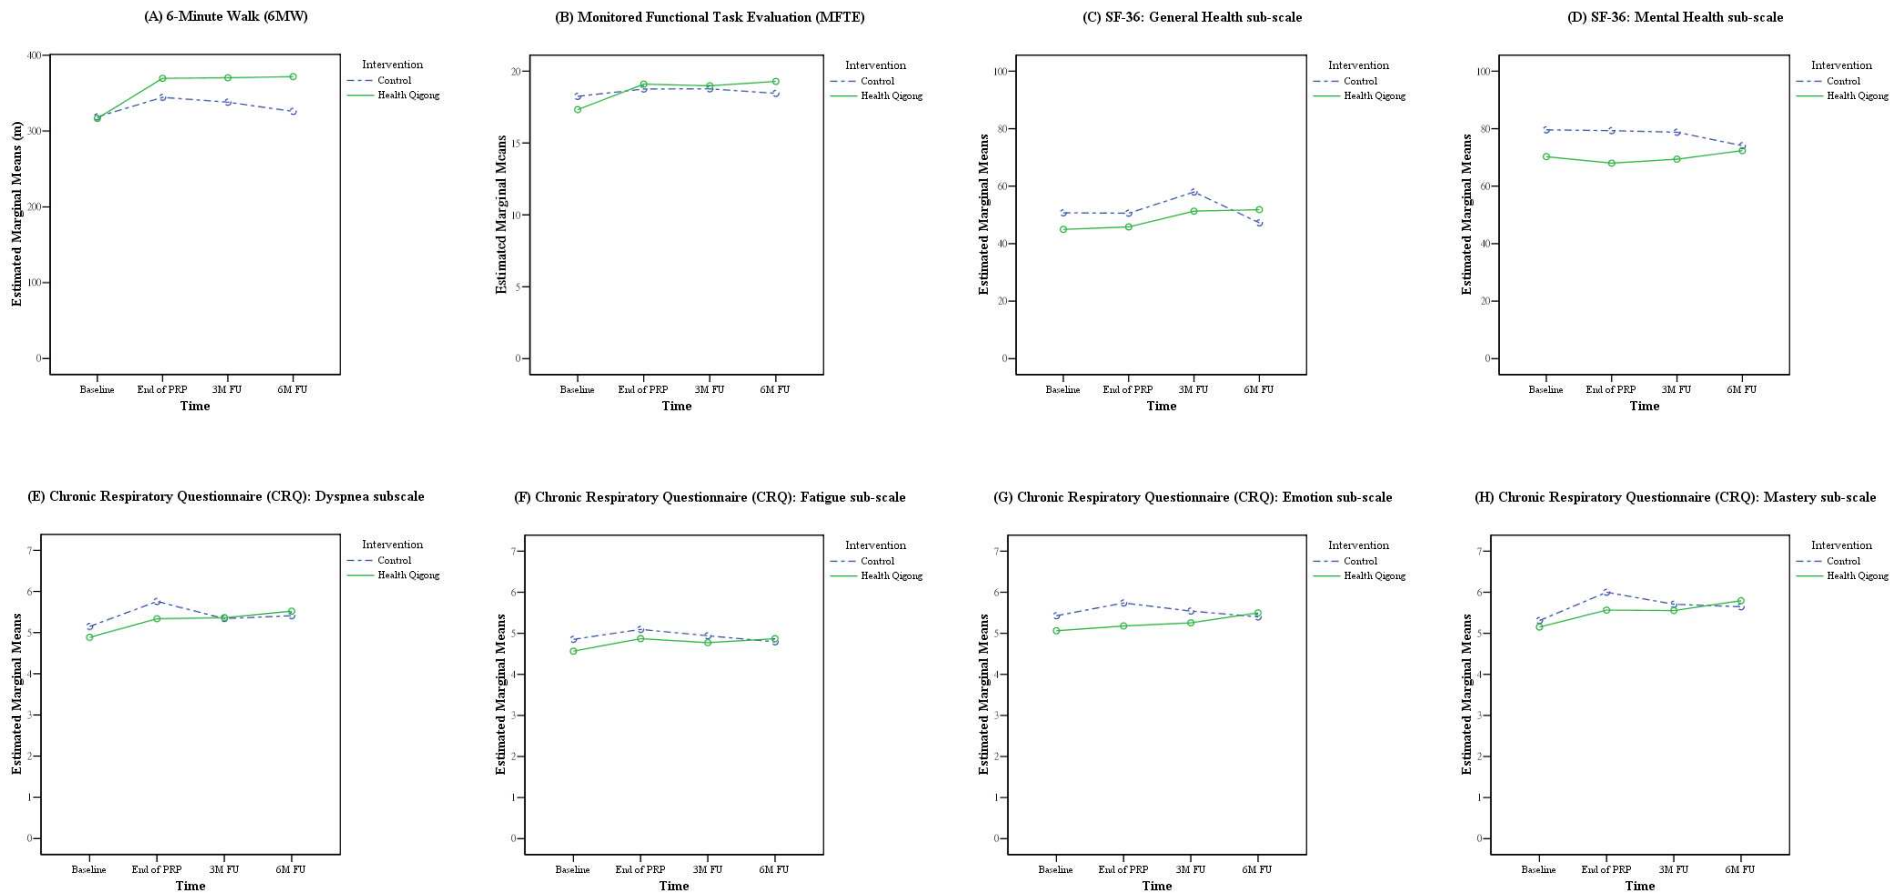 (A) 6-Minute Walk (6MW)
Estimated Marginal Means (m)
400
300
200
100
0
Baseline End of PRP 3M FU 6M FU
Time
Intervention
Control
Health Qigong
(B) Monitored Functional Task Evaluation (MFTE)
Estimated Marginal Means
20
15
10
5
0
Baseline End of PRP 3M FU 6M FU
Time
Intervention
Control
Health Qigong
(C) SF-36: General Health sub-scale
Estimated Marginal Means
100
80
60
40
20
0
Baseline End of PRP 3M FU 6M FU
Time
Intervention
Control
Health Qigong
(D) SF-36: Mental Health sub-scale
Estimated Marginal Means
100
80
60
40
20
0
Baseline End of PRP 3M FU 6M FU
Time
Intervention
Control
Health Qigong
(E) Chronic Respiratory Questionnaire (CRQ): Dyspnea subscale
Estimated Marginal Means
7
6
5
4
3
2
1
0
Baseline End of PRP 3M FU 6M FU
Time
Intervention
Control
Health Qigong
(F) Chronic Respiratory Questionnaire (CRQ): Fatigue sub-scale
Estimated Marginal Means
7
6
5
4
3
2
1
0
Baseline End of PRP 3M FU 6M FU
Time
Intervention
Control
Health Qigong
(G) Chronic Respiratory Questionnaire (CRQ): Emotion sub-scale
Estimated Marginal Means
7
6
5
4
3
2
1
0
Baseline End of PRP 3M FU 6M FU
Time
Intervention
Control
Health Qigong
(H) Chronic Respiratory Questionnaire (CRQ): Mastery sub-scale
Estimated Marginal Means
7
6
5
4
3
2
1
0
Baseline End of PRP 3M FU 6M FU
Time
Intervention
Control
Health Qigong